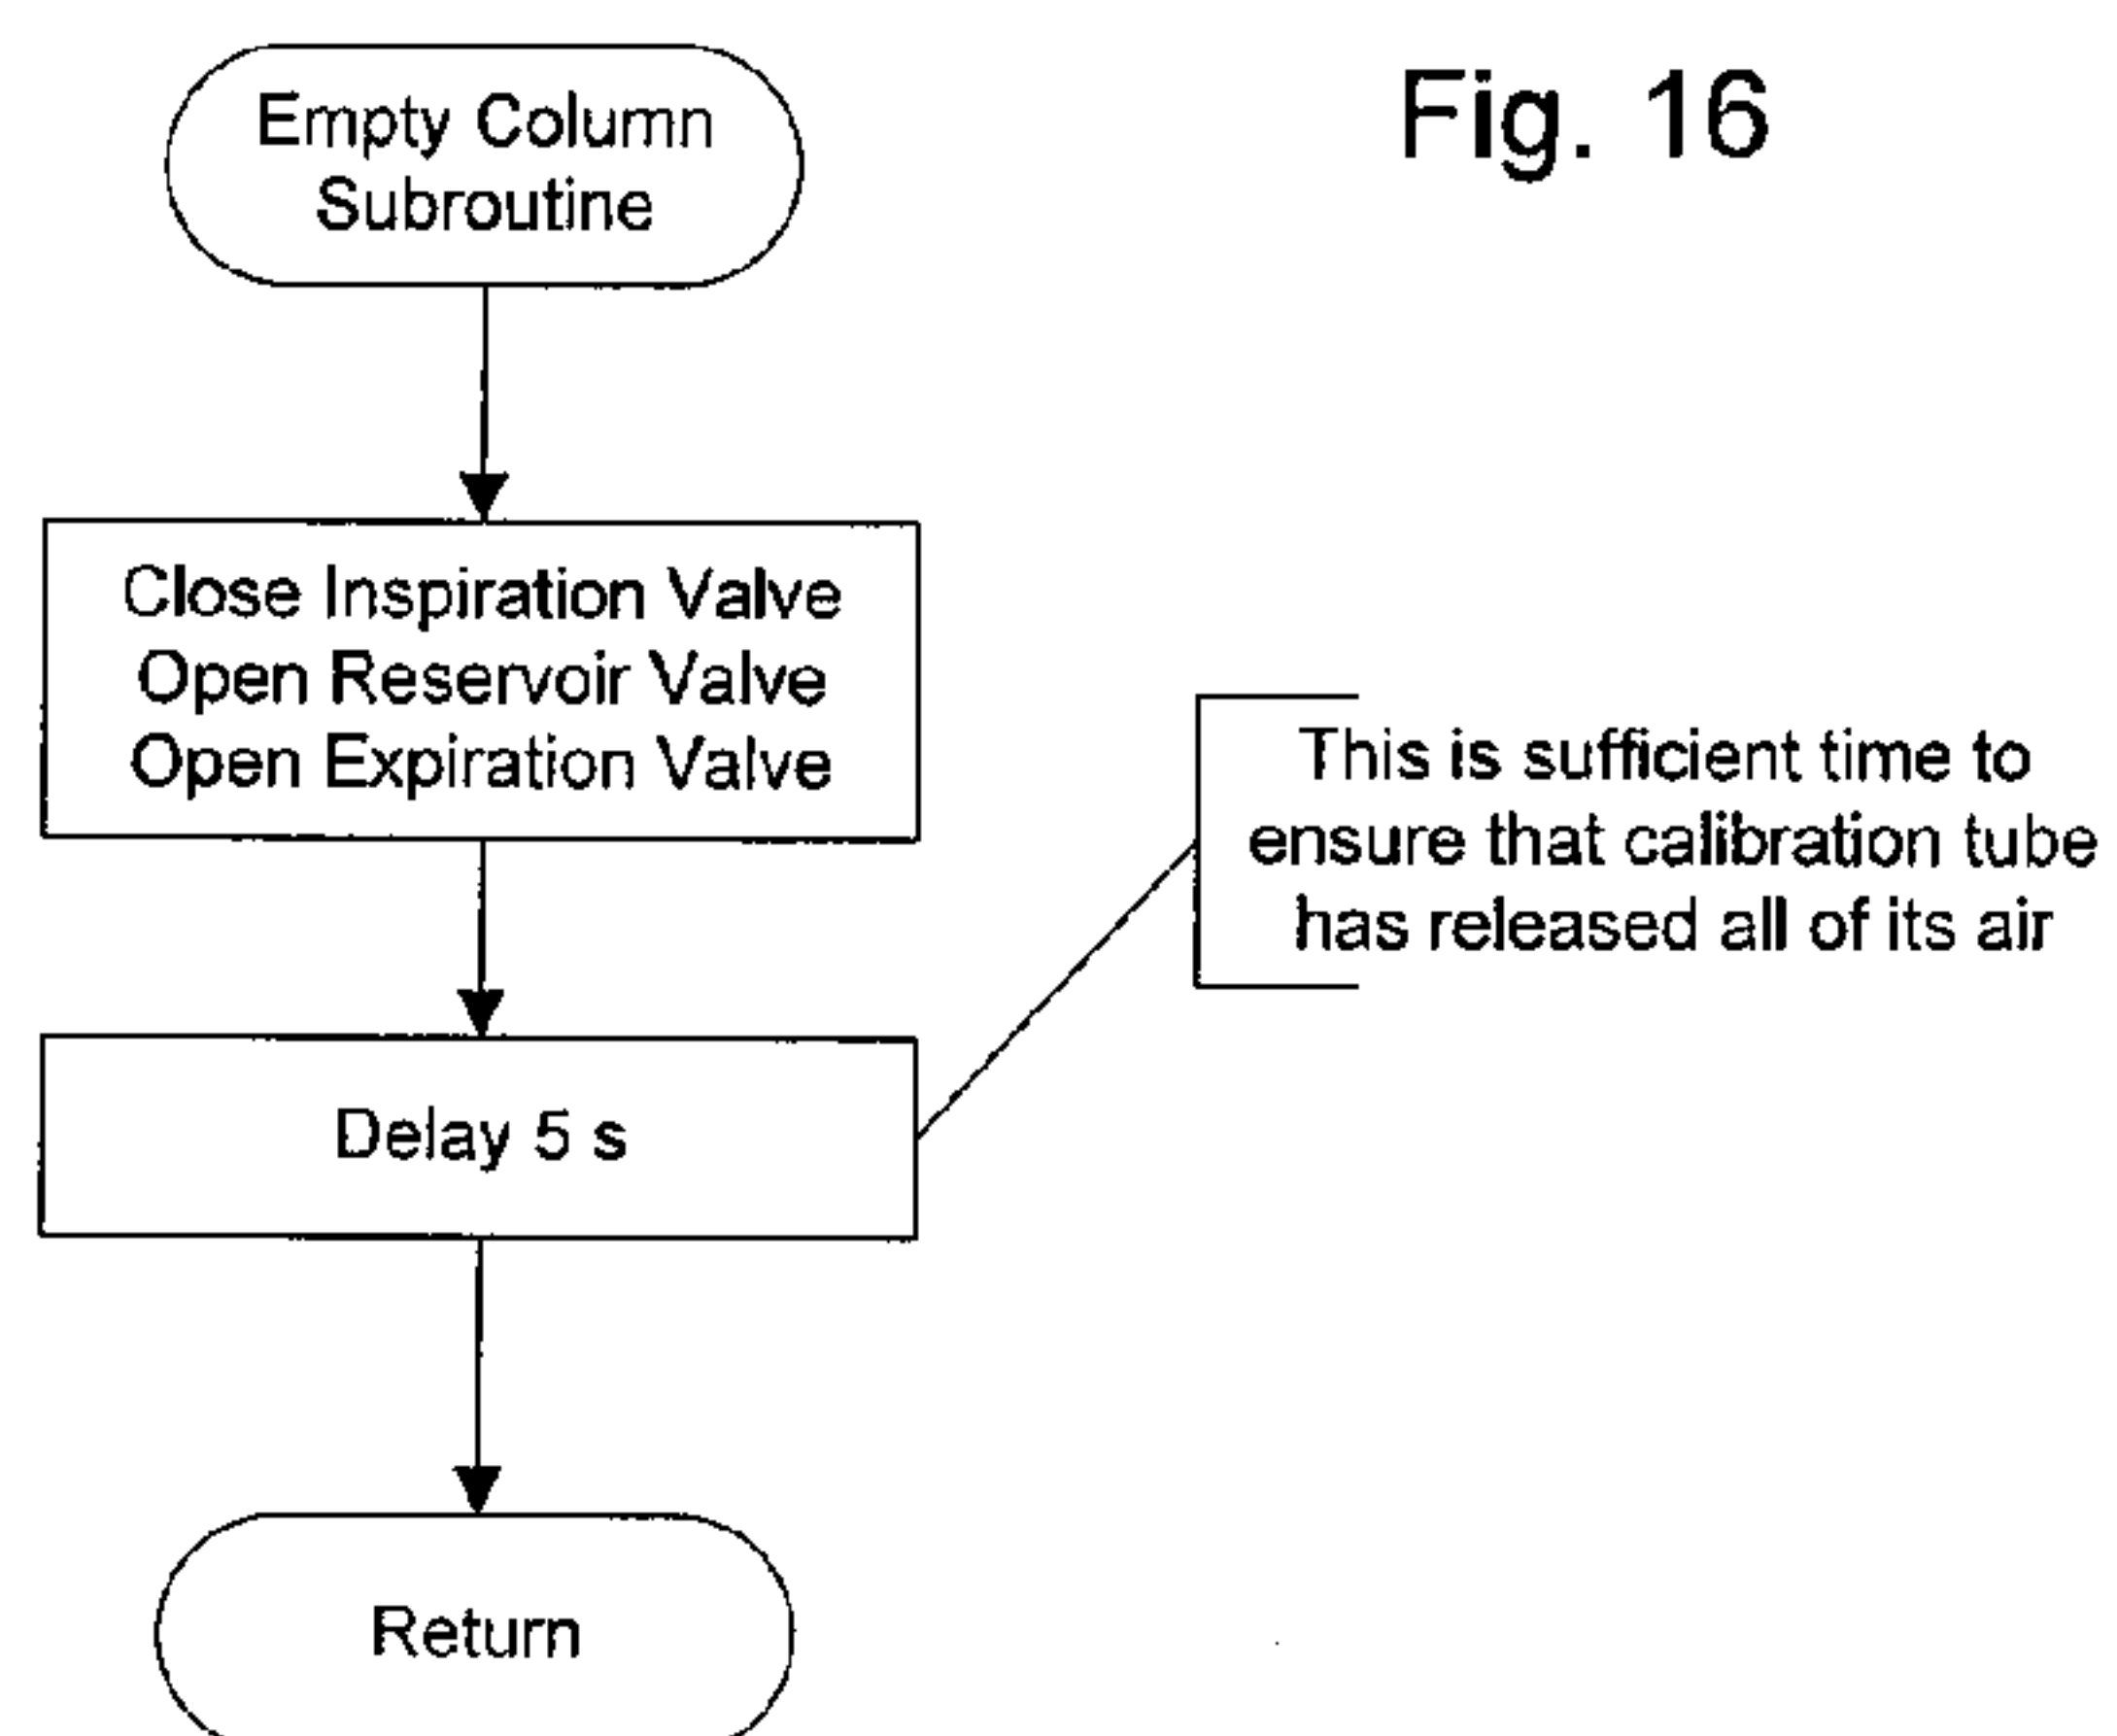 Fig. 16
Empty Column
Subroutine
Close Inspiration Valve
Open Reservoir Valve
Open Expiration Valve
This is sufficient time to
ensure that calibration tube
has released all of its air
Delay 5 s
Return